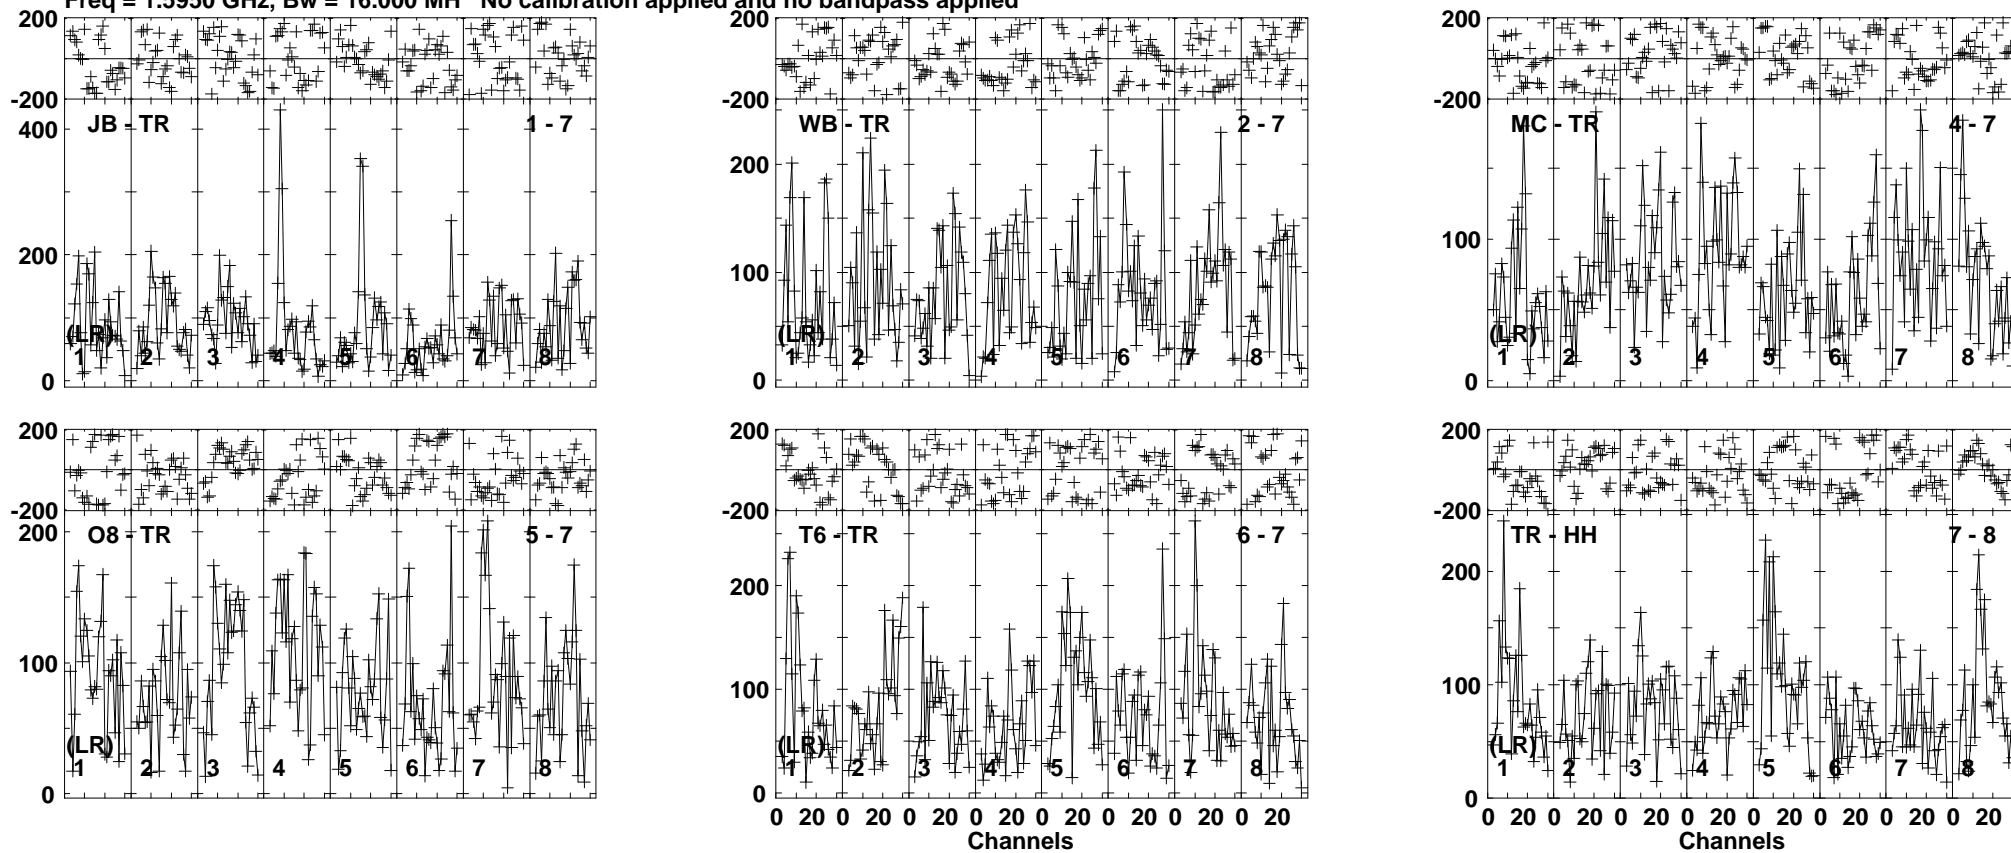 Freq = 1.5950 GHz, Bw = 16.000 MH No calibration applied and no bandpass applied
200 200 200
-200 -200 -200
JB - TR 1 - 7 WB - TR 2 - 7 MC - TR 4 - 7
400
200 200
200 100 100
(LR) (LR) (LR)
1 2 3 4 5 6 7 8 1 2 3 4 5 6 7 8 1 2 3 4 5 6 7 8
0 0 0
200 200 200
-200 -200 -200
O8 - TR 5 - 7 T6 - TR 6 - 7 TR - HH 7 - 8
200 200 200
100 100 100
(LR) (LR) (LR)
1 2 3 4 5 6 7 8 1 2 3 4 5 6 7 8 1 2 3 4 5 6 7 8
0 0 0
0 20 0 20 0 20 0 20 0 20 0 20 0 20 0 20 0 20 0 20 0 20 0 20 0 20 0 20 0 20 0 20
Channels Channels